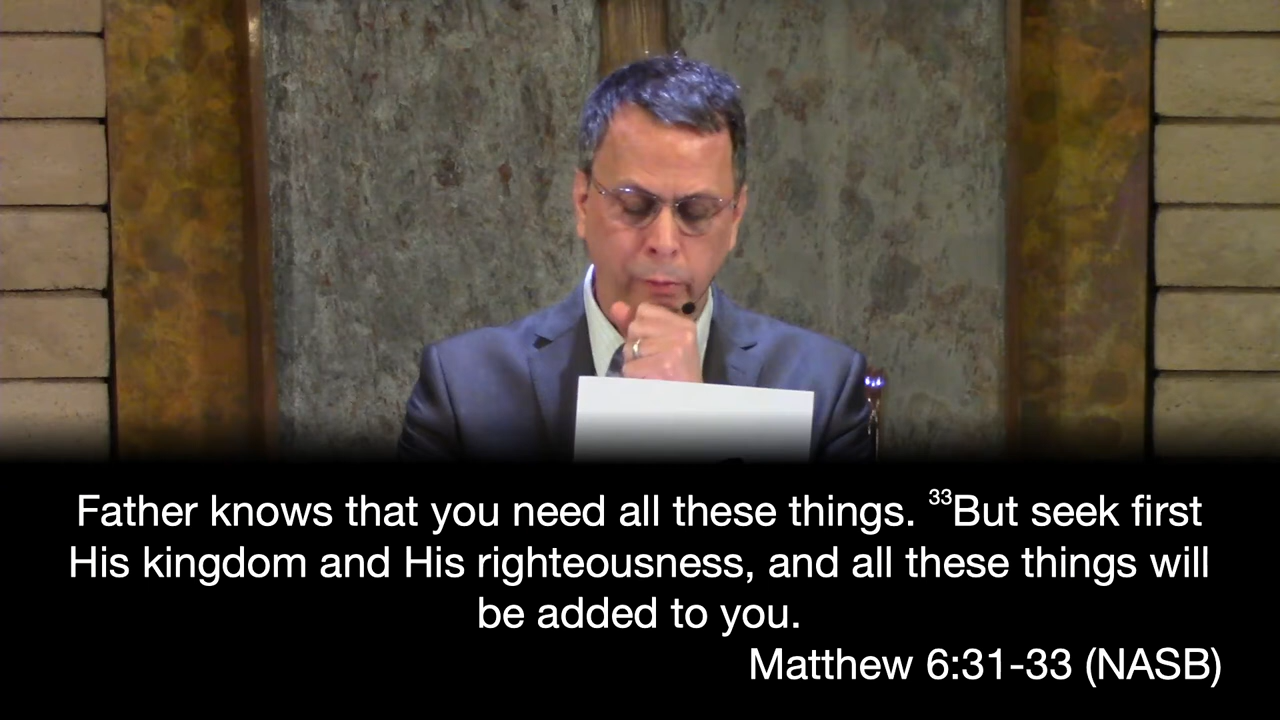 Father knows that you need all these things. ³³But seek first
His kingdom and His righteousness, and all these things will
be added to you.
Matthew 6:31-33 (NASB)